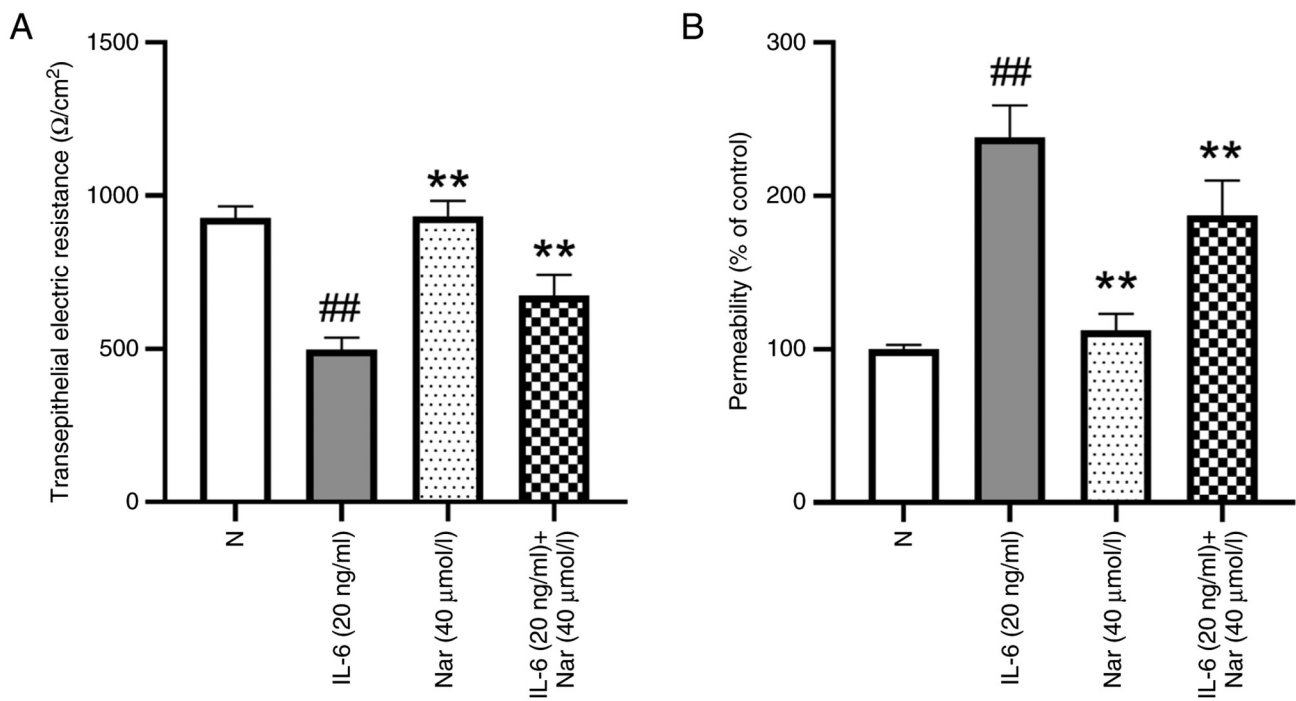 A
Transepithelial electric resistance (Ω/cm²)
1500
1000
500
0
##
**
**
N
IL-6 (20 ng/ml)
Nar (40 μmol/l)
IL-6 (20 ng/ml)+
Nar (40 μmol/l)
B
Permeability (% of control)
300
200
100
0
##
**
**
N
IL-6 (20 ng/ml)
Nar (40 μmol/l)
IL-6 (20 ng/ml)+
Nar (40 μmol/l)